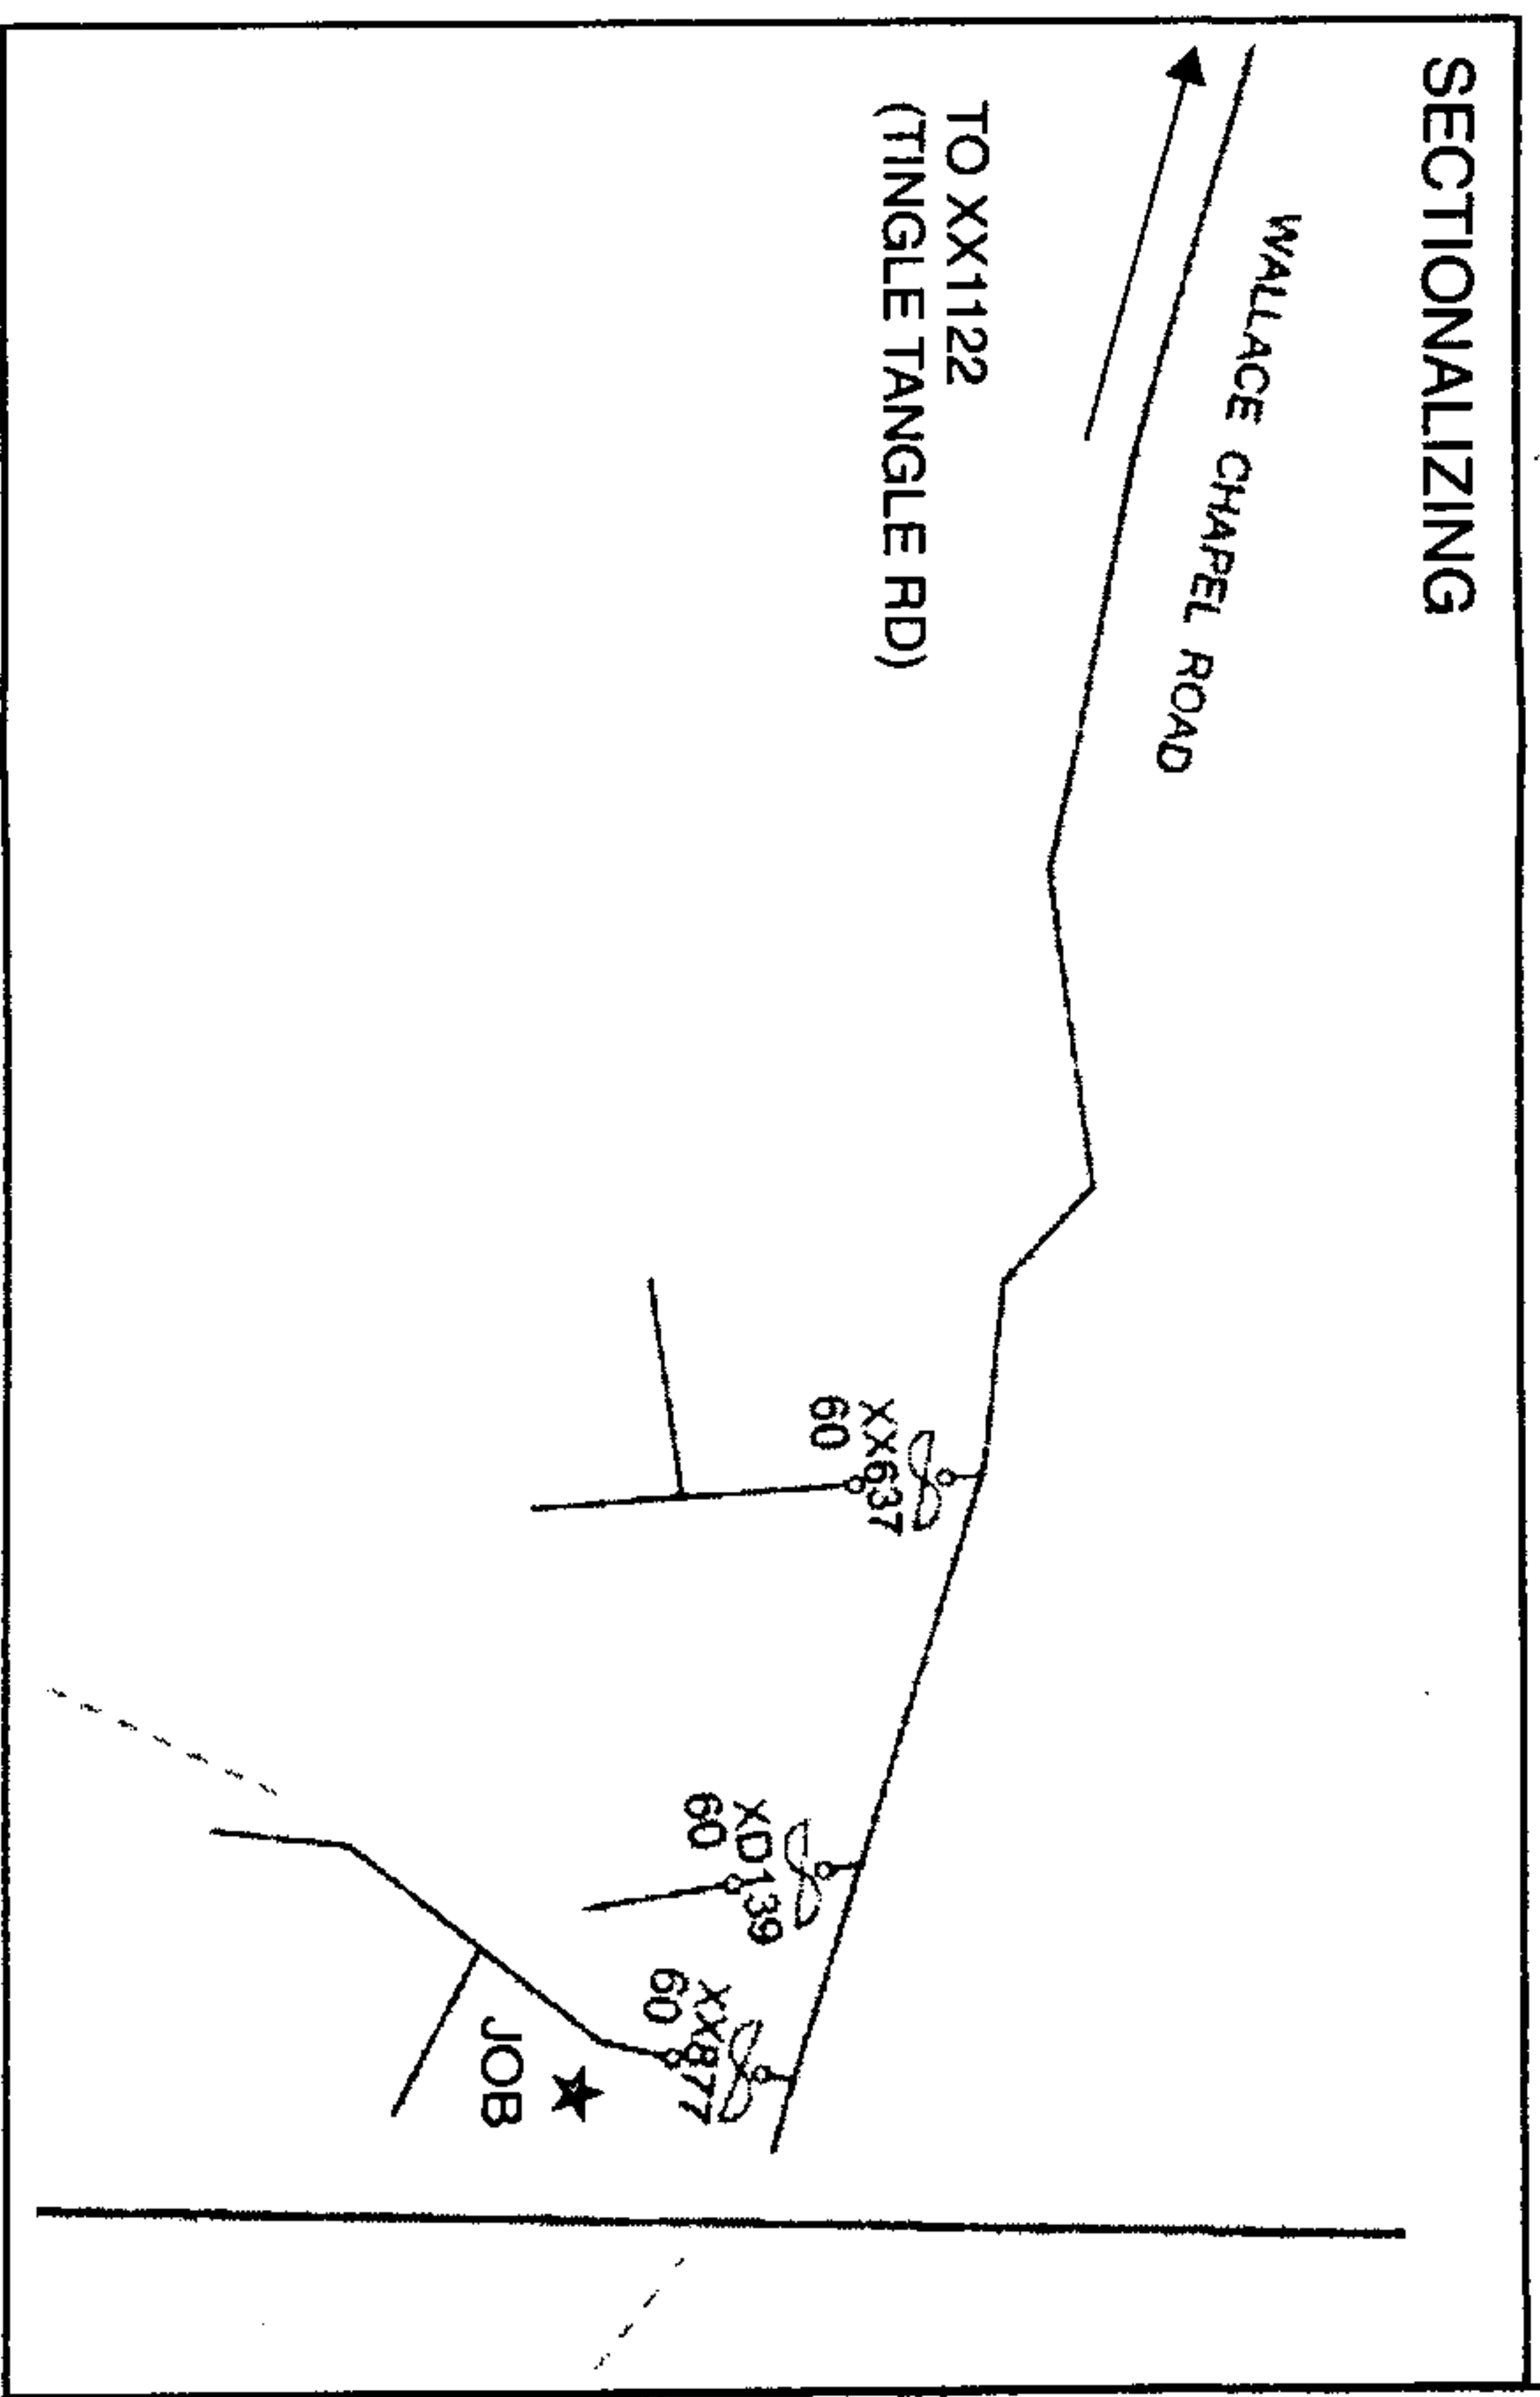 SECTIONALIZING
WALLACE CHAPEL ROAD
TO XX1122
(TINGLE TANGLE RD)
XX637
60
XD139
60
XX877
60
JOB